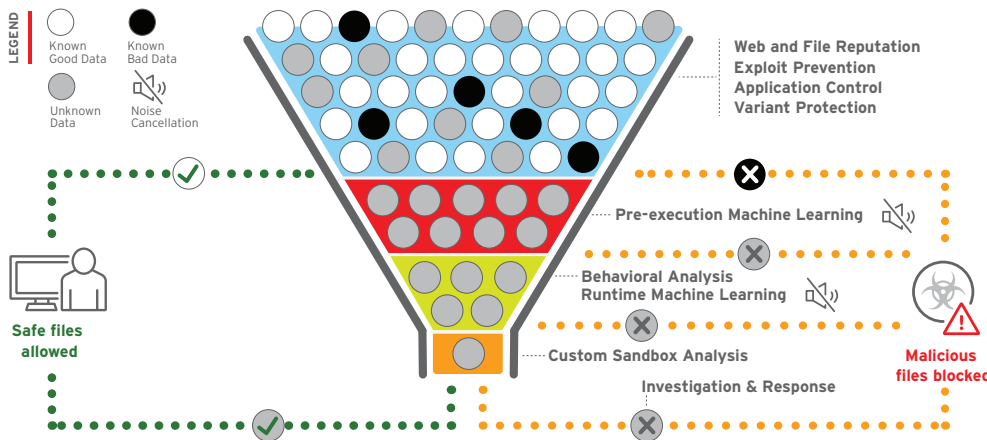 LEGEND
Known
Good Data
Known
Bad Data
Unknown
Data
Noise
Cancellation
Web and File Reputation
Exploit Prevention
Application Control
Variant Protection
Pre-execution Machine Learning
Behavioral Analysis
Runtime Machine Learning
Safe files
allowed
Custom Sandbox Analysis
Malicious
files blocked
Investigation & Response